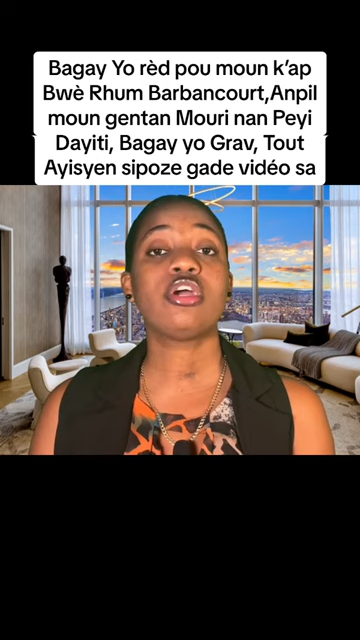 Bagay Yo rèd pou moun k’ap
Bwè Rhum Barbancourt,Anpil
moun gentan Mouri nan Peyi
Dayiti, Bagay yo Grav, Tout
Ayisyen sipoze gade vidéo sa